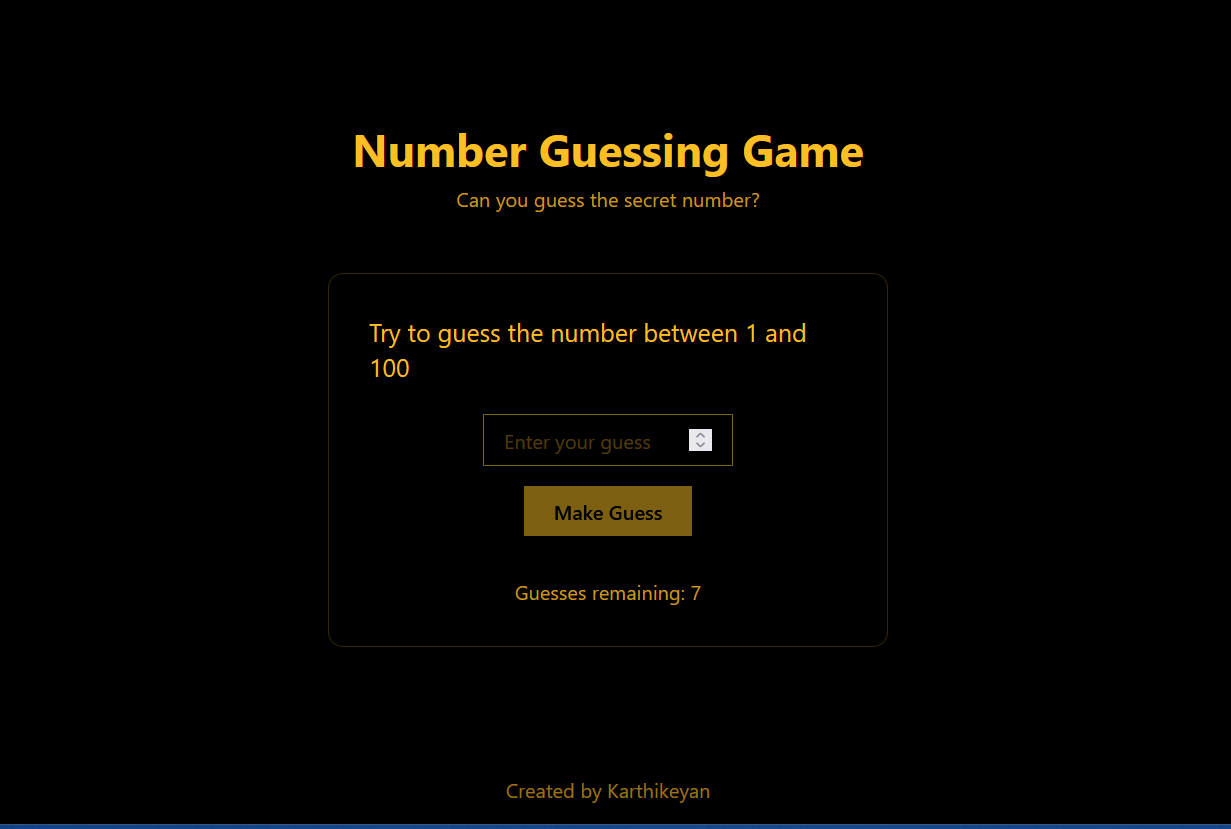 Number Guessing Game
Can you guess the secret number?
Try to guess the number between 1 and
100
Enter your guess
Make Guess
Guesses remaining: 7
Created by Karthikeyan